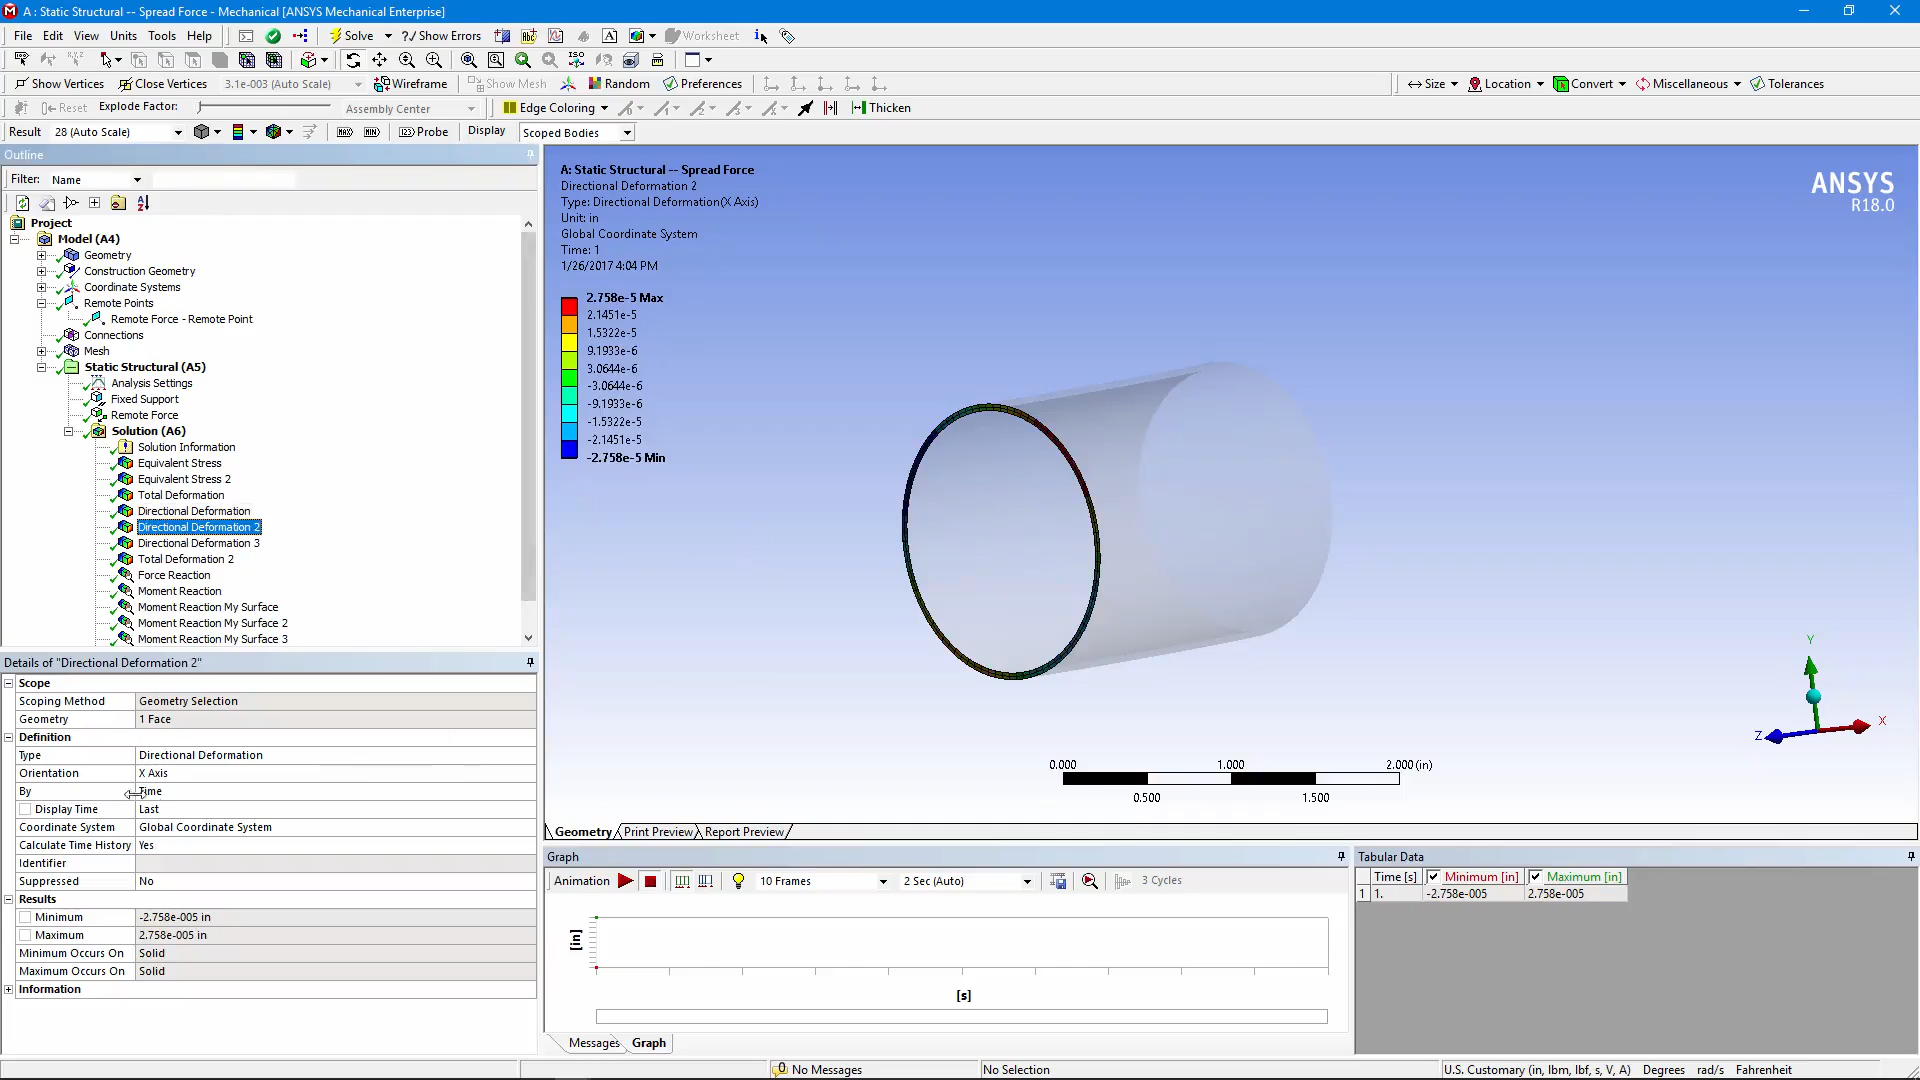 A : Static Structural -- Spread Force - Mechanical [ANSYS Mechanical Enterprise]
File Edit View Units Tools Help Solve ?/ Show Errors Worksheet
Show Vertices Close Vertices 3.1e-003 (Auto Scale) Wireframe Show Mesh Random Preferences Size Location Convert Miscellaneous Tolerances
Reset Explode Factor: Assembly Center Edge Coloring Thicken
Result 28 (Auto Scale) MAX MIN Probe Display Scoped Bodies
Outline
Filter: Name
Project
Model (A4)
Geometry
Construction Geometry
Coordinate Systems
Remote Points
Remote Force - Remote Point
Connections
Mesh
Static Structural (A5)
Analysis Settings
Fixed Support
Remote Force
Solution (A6)
Solution Information
Equivalent Stress
Equivalent Stress 2
Total Deformation
Directional Deformation
Directional Deformation 2
Directional Deformation 3
Total Deformation 2
Force Reaction
Moment Reaction
Moment Reaction My Surface
Moment Reaction My Surface 2
Moment Reaction My Surface 3
Details of "Directional Deformation 2"
Scope
Scoping Method Geometry Selection
Geometry 1 Face
Definition
Type Directional Deformation
Orientation X Axis
By Time
Display Time Last
Coordinate System Global Coordinate System
Calculate Time History Yes
Identifier
Suppressed No
Results
Minimum -2.758e-005 in
Maximum 2.758e-005 in
Minimum Occurs On Solid
Maximum Occurs On Solid
Information
A: Static Structural -- Spread Force
Directional Deformation 2
Type: Directional Deformation(X Axis)
Unit: in
Global Coordinate System
Time: 1
1/26/2017 4:04 PM
2.758e-5 Max
2.1451e-5
1.5322e-5
9.1933e-6
3.0644e-6
-3.0644e-6
-9.1933e-6
-1.5322e-5
-2.1451e-5
-2.758e-5 Min
ANSYS
R18.0
Y
X
Z
0.000 1.000 2.000 (in)
0.500 1.500
Geometry Print Preview Report Preview
Graph
Animation 10 Frames 2 Sec (Auto) 3 Cycles
[in]
[s]
Messages Graph
Tabular Data
Time [s] Minimum [in] Maximum [in]
1 1. -2.758e-005 2.758e-005
0 No Messages No Selection U.S. Customary (in, lbm, lbf, s, V, A) Degrees rad/s Fahrenheit